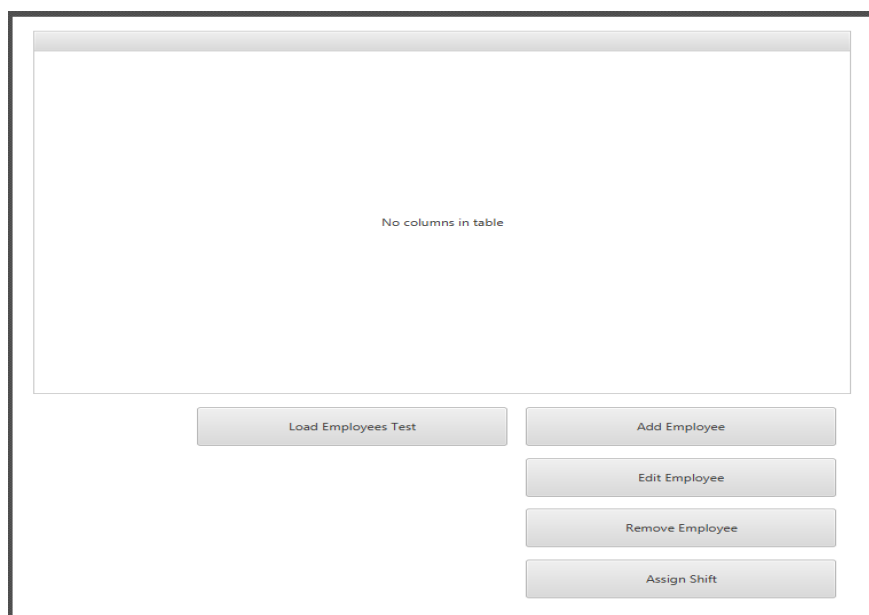 No columns in table
Load Employees Test
Add Employee
Edit Employee
Remove Employee
Assign Shift